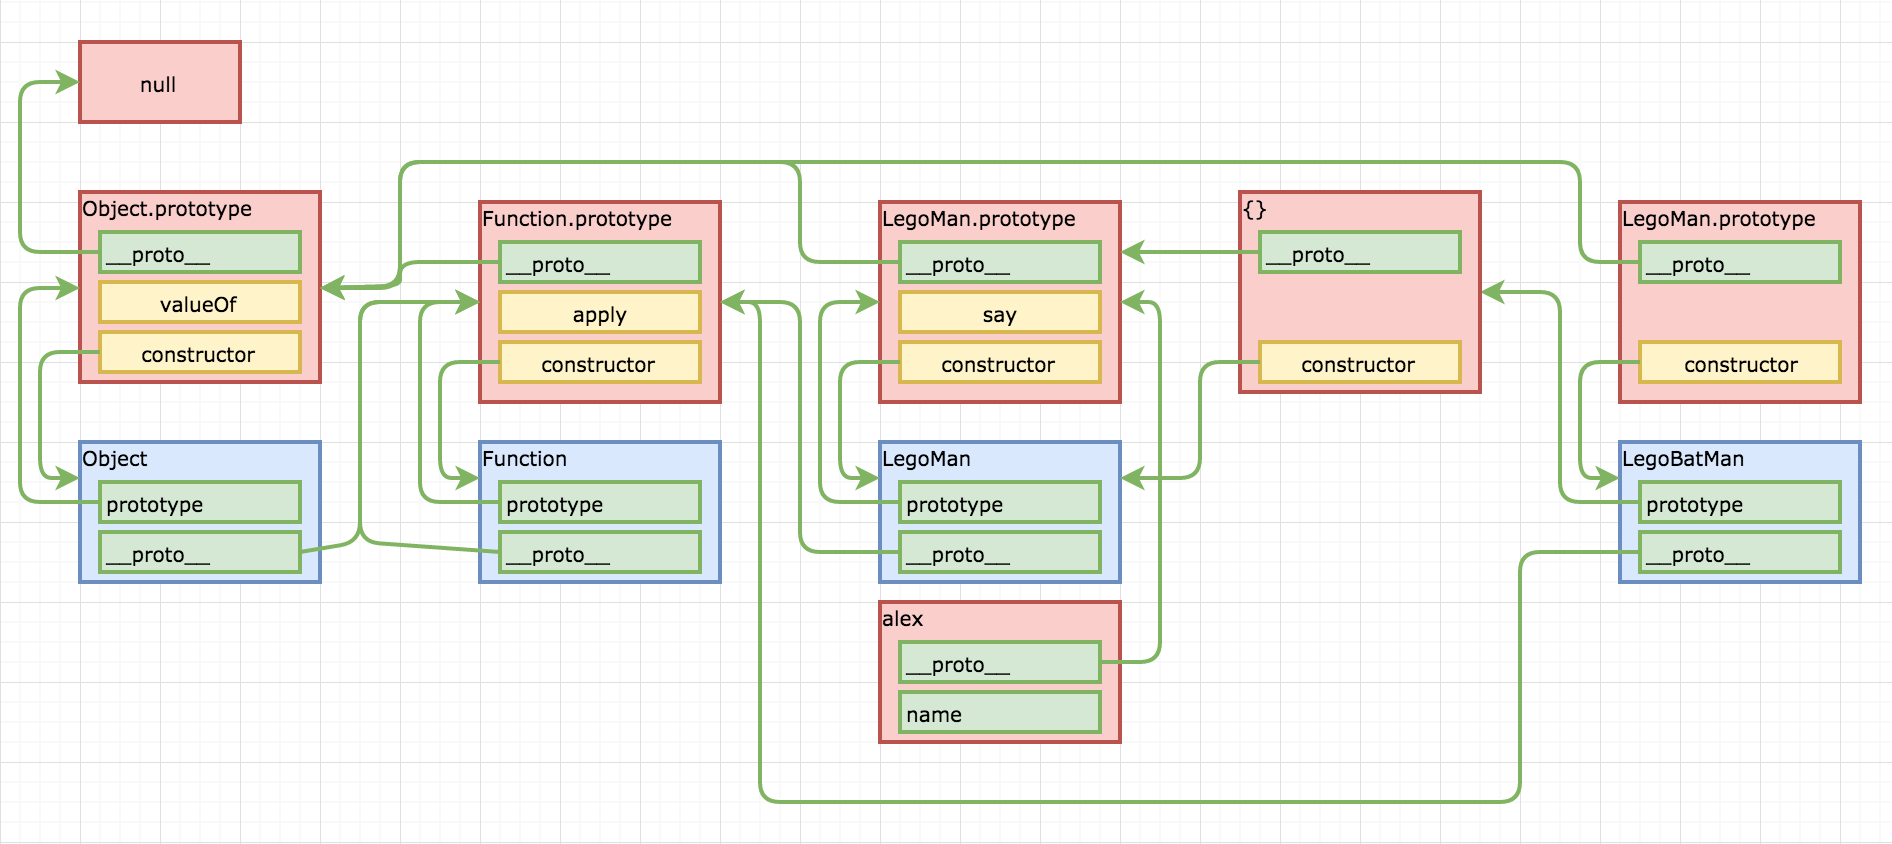 null
Object.prototype
__proto__
valueOf
constructor
Function.prototype
__proto__
apply
constructor
LegoMan.prototype
__proto__
say
constructor
{}
__proto__
constructor
LegoMan.prototype
__proto__
constructor
Object
prototype
__proto__
Function
prototype
__proto__
LegoMan
prototype
__proto__
LegoBatMan
prototype
__proto__
alex
__proto__
name